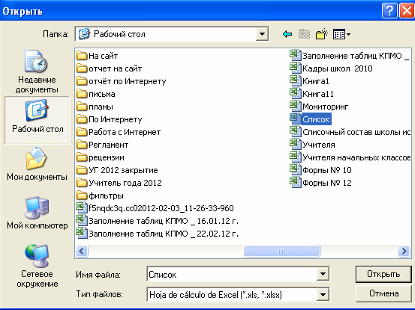 Открыть
Папка:
Рабочий стол
Недавние документы
Рабочий стол
Мои документы
Мой компьютер
Сетевое окружение
На сайт
отчет на сайт
отчёт по Интернету
письма
планы
По Интернету
Работа с Интернет
Регламент
рецензии
УГ 2012 закрытие
Учитель года 2012
фильтры
f5nqdc3q.cc02012-02-03_11-26-33-960
Заполнение таблиц КПМО _ 16.01.12 г.
Заполнение таблиц КПМО _ 22.02.12 г.
Заполнение таблиц КПМО _
Кадры школ 2010
Книга1
Книга11
Мониторинг
Список
Списочный состав школы ис
Учителя
Учителя начальных классов
Формы № 10
Формы № 12
Имя файла:
Список
Открыть
Тип файлов:
Hoja de cálculo de Excel (*.xls, *.xlsx)
Отмена